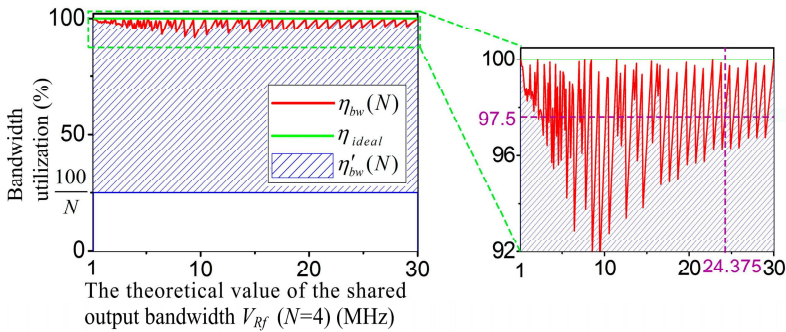 Bandwidth
utilization (%)
100
50
0
100
N
η_bw(N)
η_ideal
η'_bw(N)
1 10 20 30
The theoretical value of the shared
output bandwidth V_Rf (N=4) (MHz)
100
97.5
96
92
24.375
1 10 20 30